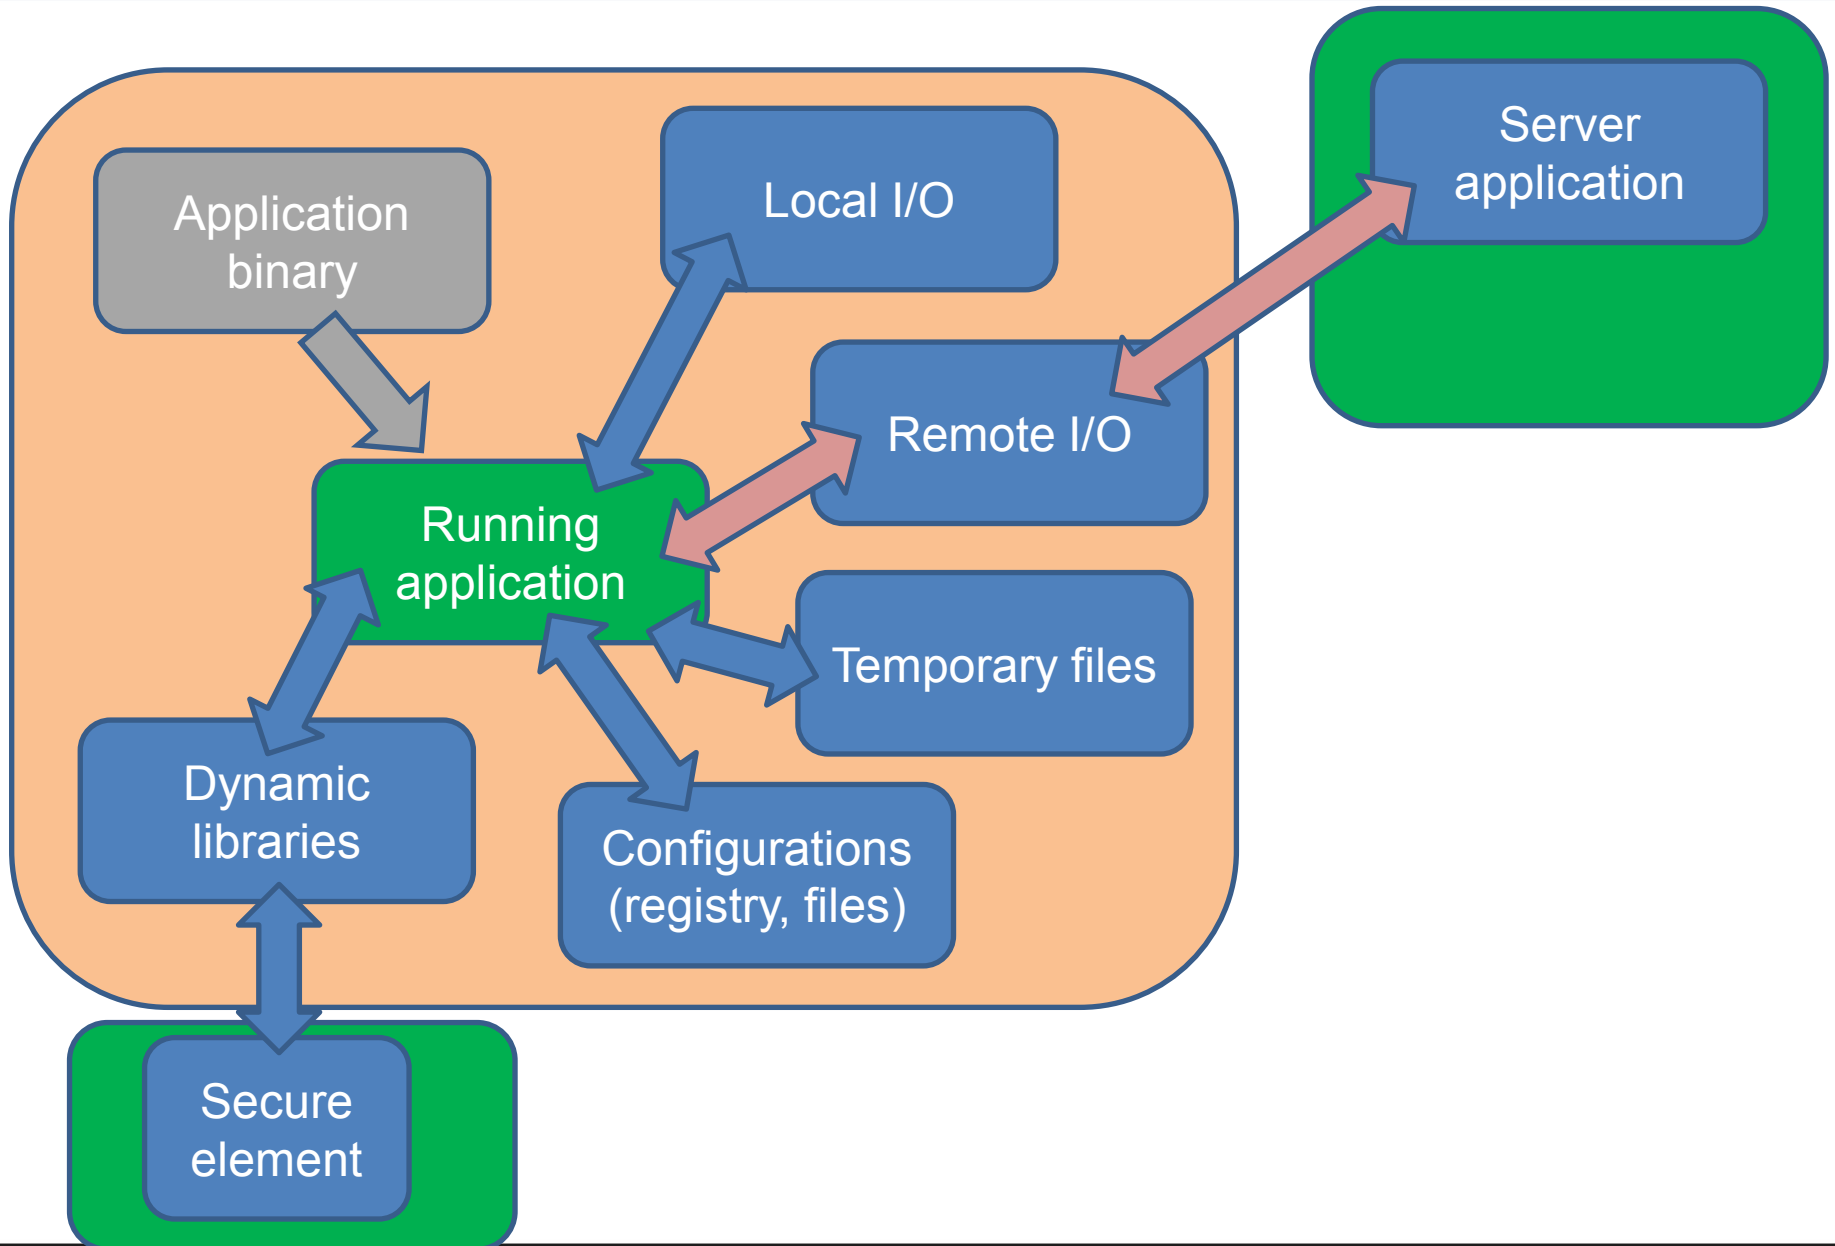 Server
application
Application
binary
Local I/O
Remote I/O
Running
application
Temporary files
Dynamic
libraries
Configurations
(registry, files)
Secure
element